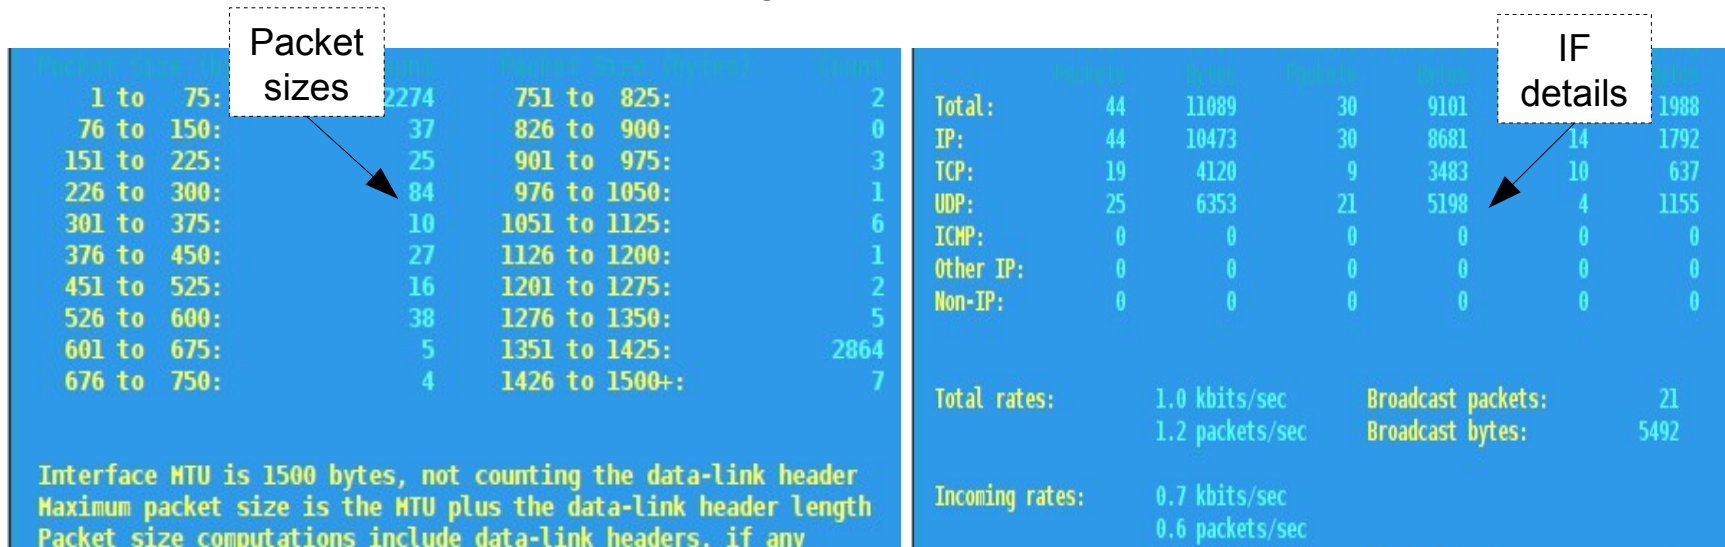 Packet
sizes
Packet Size (bytes) Count
1 to 75: 2274 751 to 825: 2
76 to 150: 37 826 to 900: 0
151 to 225: 25 901 to 975: 3
226 to 300: 84 976 to 1050: 1
301 to 375: 10 1051 to 1125: 6
376 to 450: 27 1126 to 1200: 1
451 to 525: 16 1201 to 1275: 2
526 to 600: 38 1276 to 1350: 5
601 to 675: 5 1351 to 1425: 2864
676 to 750: 4 1426 to 1500+: 7
Interface MTU is 1500 bytes, not counting the data-link header
Maximum packet size is the MTU plus the data-link header length
Packet size computations include data-link headers, if any
IF
details
Packets Bytes Packets Bytes Bytes
Total: 44 11089 30 9101 1988
IP: 44 10473 30 8681 14 1792
TCP: 19 4120 9 3483 10 637
UDP: 25 6353 21 5198 4 1155
ICMP: 0 0 0 0 0 0
Other IP: 0 0 0 0 0 0
Non-IP: 0 0 0 0 0 0
Total rates: 1.0 kbits/sec Broadcast packets: 21
1.2 packets/sec Broadcast bytes: 5492
Incoming rates: 0.7 kbits/sec
0.6 packets/sec